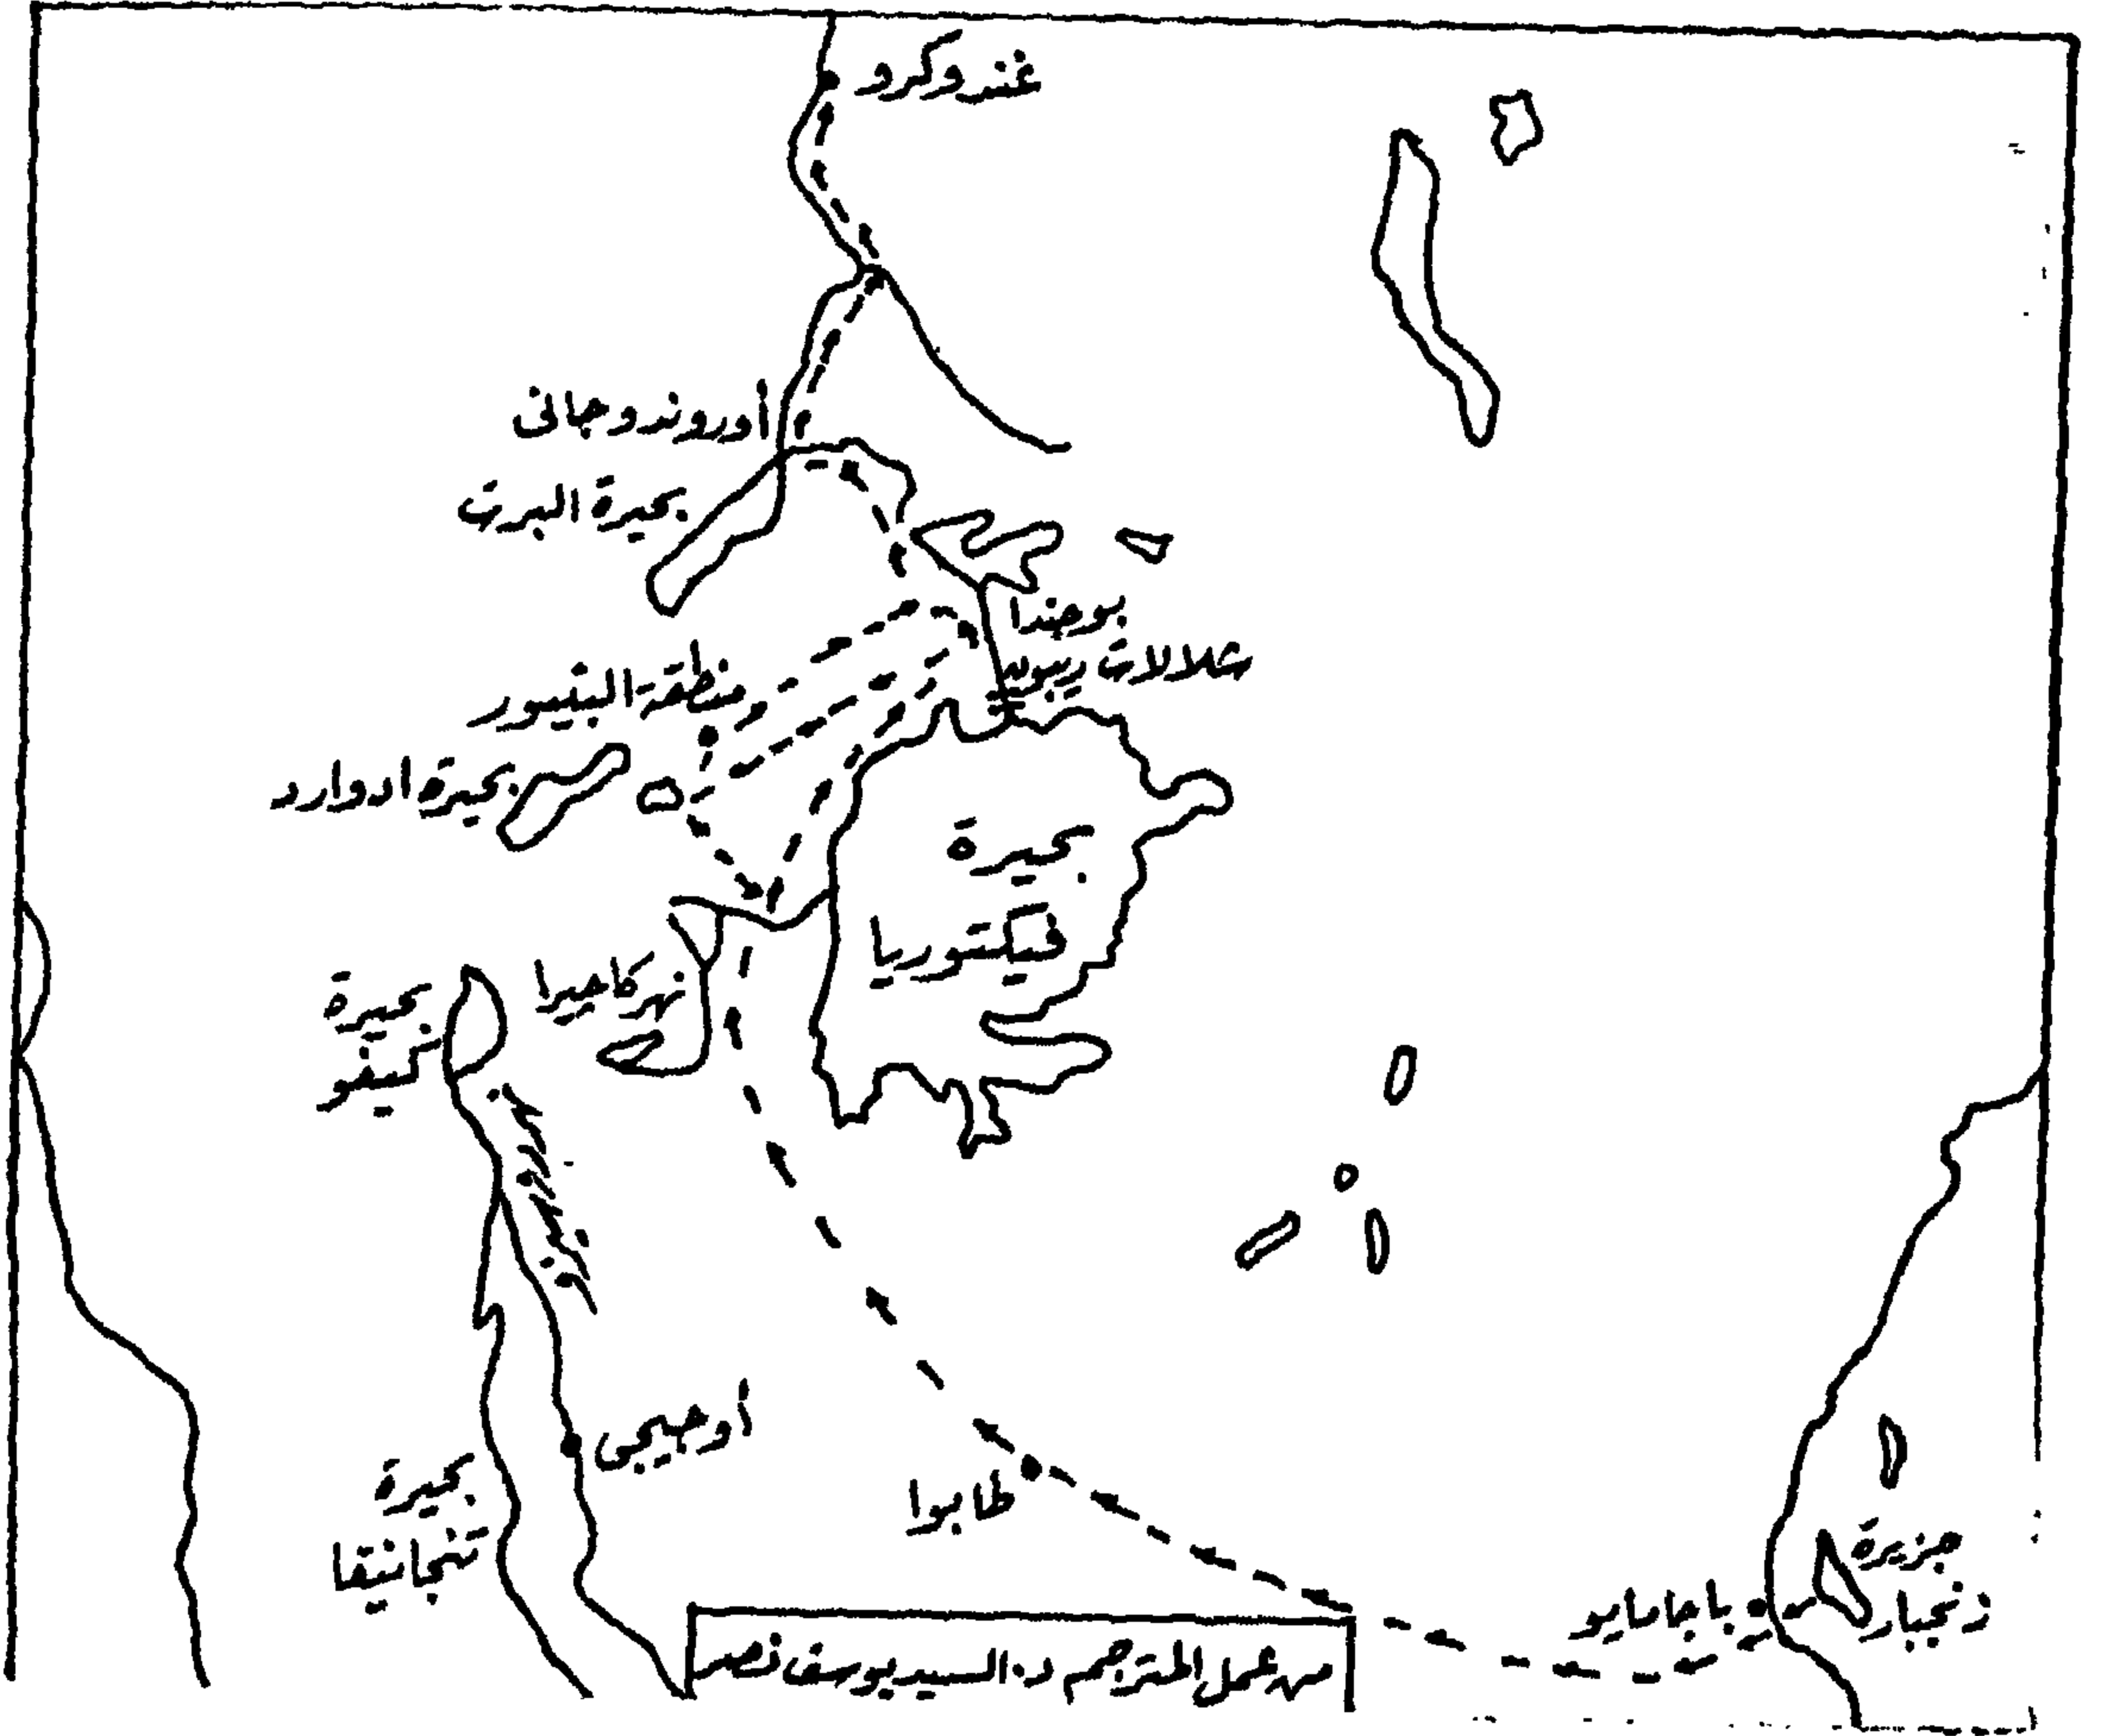 غندوكرو
أوروندوجانى
بحيرة البرت
بوجندا
شلالات ريبون
منطقة البنيور
بحيرة ادوارد
بحيرة
فيكتوريا
نهر كاجيرا
بحيرة
كيفو
أوجيجى
بحيرة
تنجانيقا
طابوا
جزيرة
زنجبار
باجامايو
من عمل المترجم د. السيد يوسف نصر